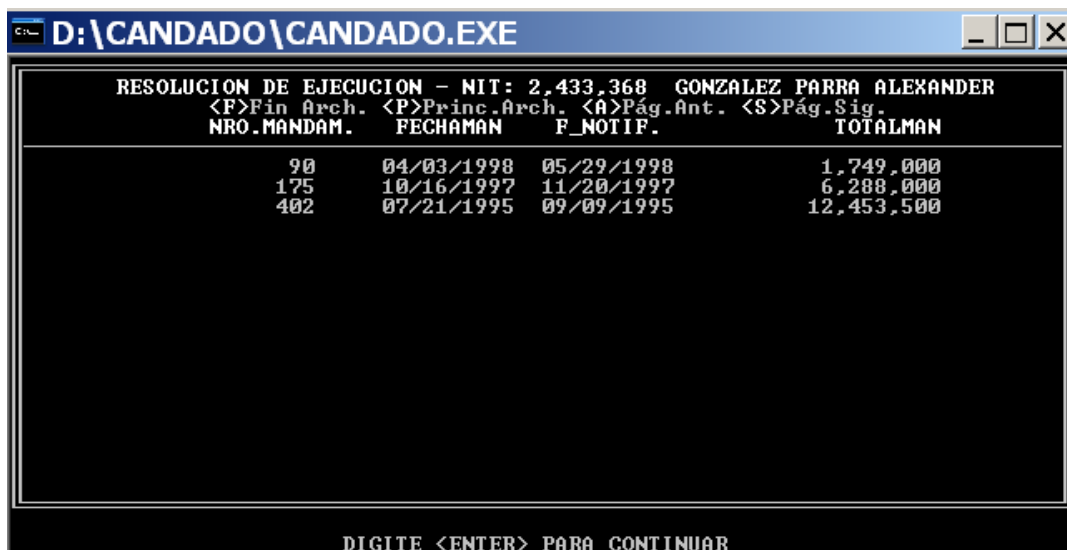 D:\CANDADO\CANDADO.EXE
RESOLUCION DE EJECUCION - NIT: 2,433,368 GONZALEZ PARRA ALEXANDER
<F>Fin Arch. <P>Princ.Arch. <A>Pág.Ant. <S>Pág.Sig.
NRO.MANDAM. FECHAMAN F_NOTIF. TOTALMAN
90 04/03/1998 05/29/1998 1,749,000
175 10/16/1997 11/20/1997 6,288,000
402 07/21/1995 09/09/1995 12,453,500
DIGITE <ENTER> PARA CONTINUAR